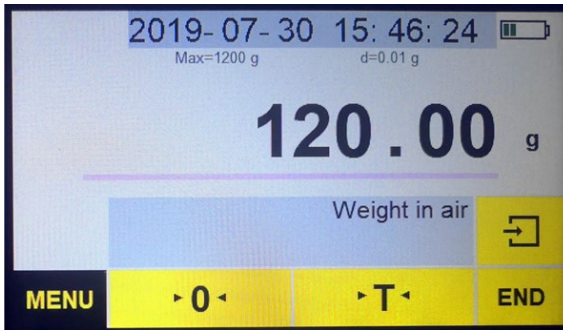 2019-07-30 15:46:24
Max=1200 g d=0.01 g
120.00 g
Weight in air
MENU ▸0◂ ▸T◂ END